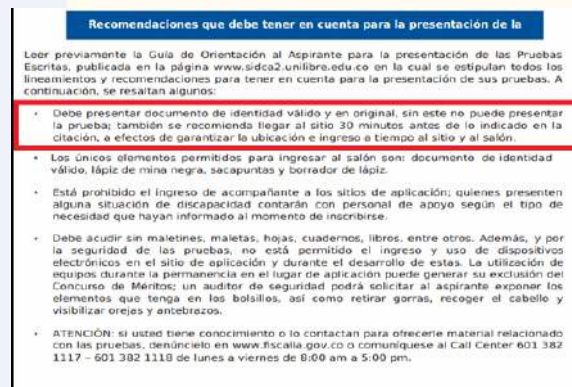 Recomendaciones que debe tener en cuenta para la presentación de la
Leer previamente la Guía de Orientación al Aspirante para la presentación de las Pruebas
Escritas, publicada en la página www.sidca2.unilibre.edu.co en la cual se estipulan todos los
lineamientos y recomendaciones para tener en cuenta para la presentación de sus pruebas. A
continuación, se resaltan algunos:
• Debe presentar documento de identidad válido y en original, sin este no puede presentar
la prueba; también se recomienda llegar al sitio 30 minutos antes de lo indicado en la
citación, a efectos de garantizar la ubicación e ingreso a tiempo al sitio y al salón.
• Los únicos elementos permitidos para ingresar al salón son: documento de identidad
válido, lápiz de mina negra, sacapuntas y borrador de lápiz.
• Está prohibido el ingreso de acompañante a los sitios de aplicación; quienes presenten
alguna situación de discapacidad contarán con personal de apoyo según el tipo de
necesidad que hayan informado al momento de inscribirse.
• Debe acudir sin maletines, maletas, hojas, cuadernos, libros, entre otros. Además, y por
la seguridad de las pruebas, no está permitido el ingreso y uso de dispositivos
electrónicos en el sitio de aplicación y durante el desarrollo de estas. La utilización de
equipos durante la permanencia en el lugar de aplicación puede generar su exclusión del
Concurso de Méritos; un auditor de seguridad podrá solicitar al aspirante exponer los
elementos que tenga en los bolsillos, así como retirar gorras, recoger el cabello y
visibilizar orejas y antebrazos.
• ATENCIÓN: si usted tiene conocimiento o lo contactan para ofrecerle material relacionado
con las pruebas, denúncielo en www.fiscalia.gov.co o comuníquese al Call Center 601 382
1117 – 601 382 1118 de lunes a viernes de 8:00 am a 5:00 pm.